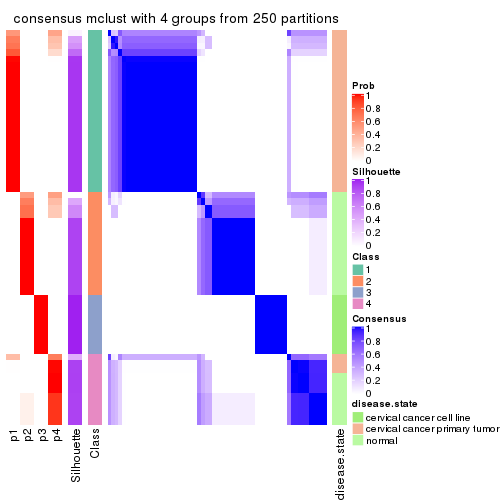 consensus mclust with 4 groups from 250 partitions
Prob
1
0.8
0.6
0.4
0.2
0
Silhouette
1
0.8
0.6
0.4
0.2
0
Class
1
2
3
4
Consensus
1
0.8
0.6
0.4
0.2
0
disease.state
cervical cancer cell line
cervical cancer primary tumor
normal
p1
p2
p3
p4
Silhouette
Class
disease.state